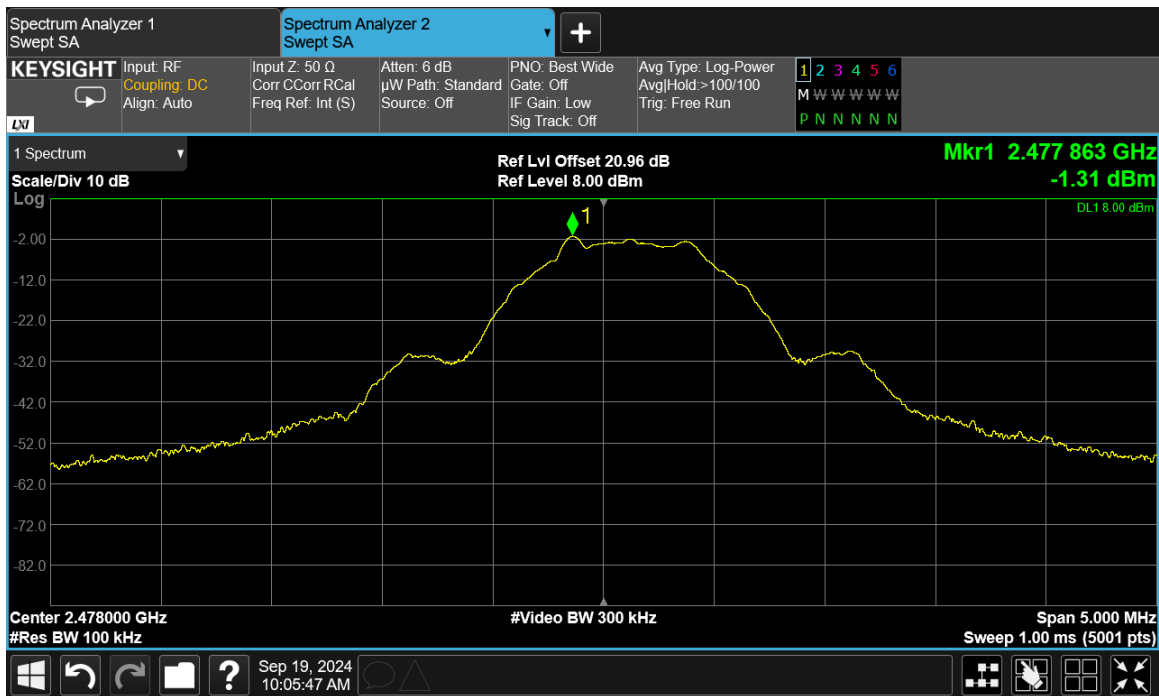 Spectrum Analyzer 1
Swept SA
Spectrum Analyzer 2
Swept SA
KEYSIGHT
LXI
Input: RF
Coupling: DC
Align: Auto
Input Z: 50 Ω
Corr CCorr RCal
Freq Ref: Int (S)
Atten: 6 dB
µW Path: Standard
Source: Off
PNO: Best Wide
Gate: Off
IF Gain: Low
Sig Track: Off
Avg Type: Log-Power
Avg|Hold:>100/100
Trig: Free Run
1 2 3 4 5 6
M W W W W W
P N N N N N
1 Spectrum
Scale/Div 10 dB
Ref Lvl Offset 20.96 dB
Ref Level 8.00 dBm
Mkr1 2.477 863 GHz
-1.31 dBm
Log
DL1 8.00 dBm
1
-2.00
-12.0
-22.0
-32.0
-42.0
-52.0
-62.0
-72.0
-82.0
Center 2.478000 GHz
#Res BW 100 kHz
#Video BW 300 kHz
Span 5.000 MHz
Sweep 1.00 ms (5001 pts)
?
Sep 19, 2024
10:05:47 AM